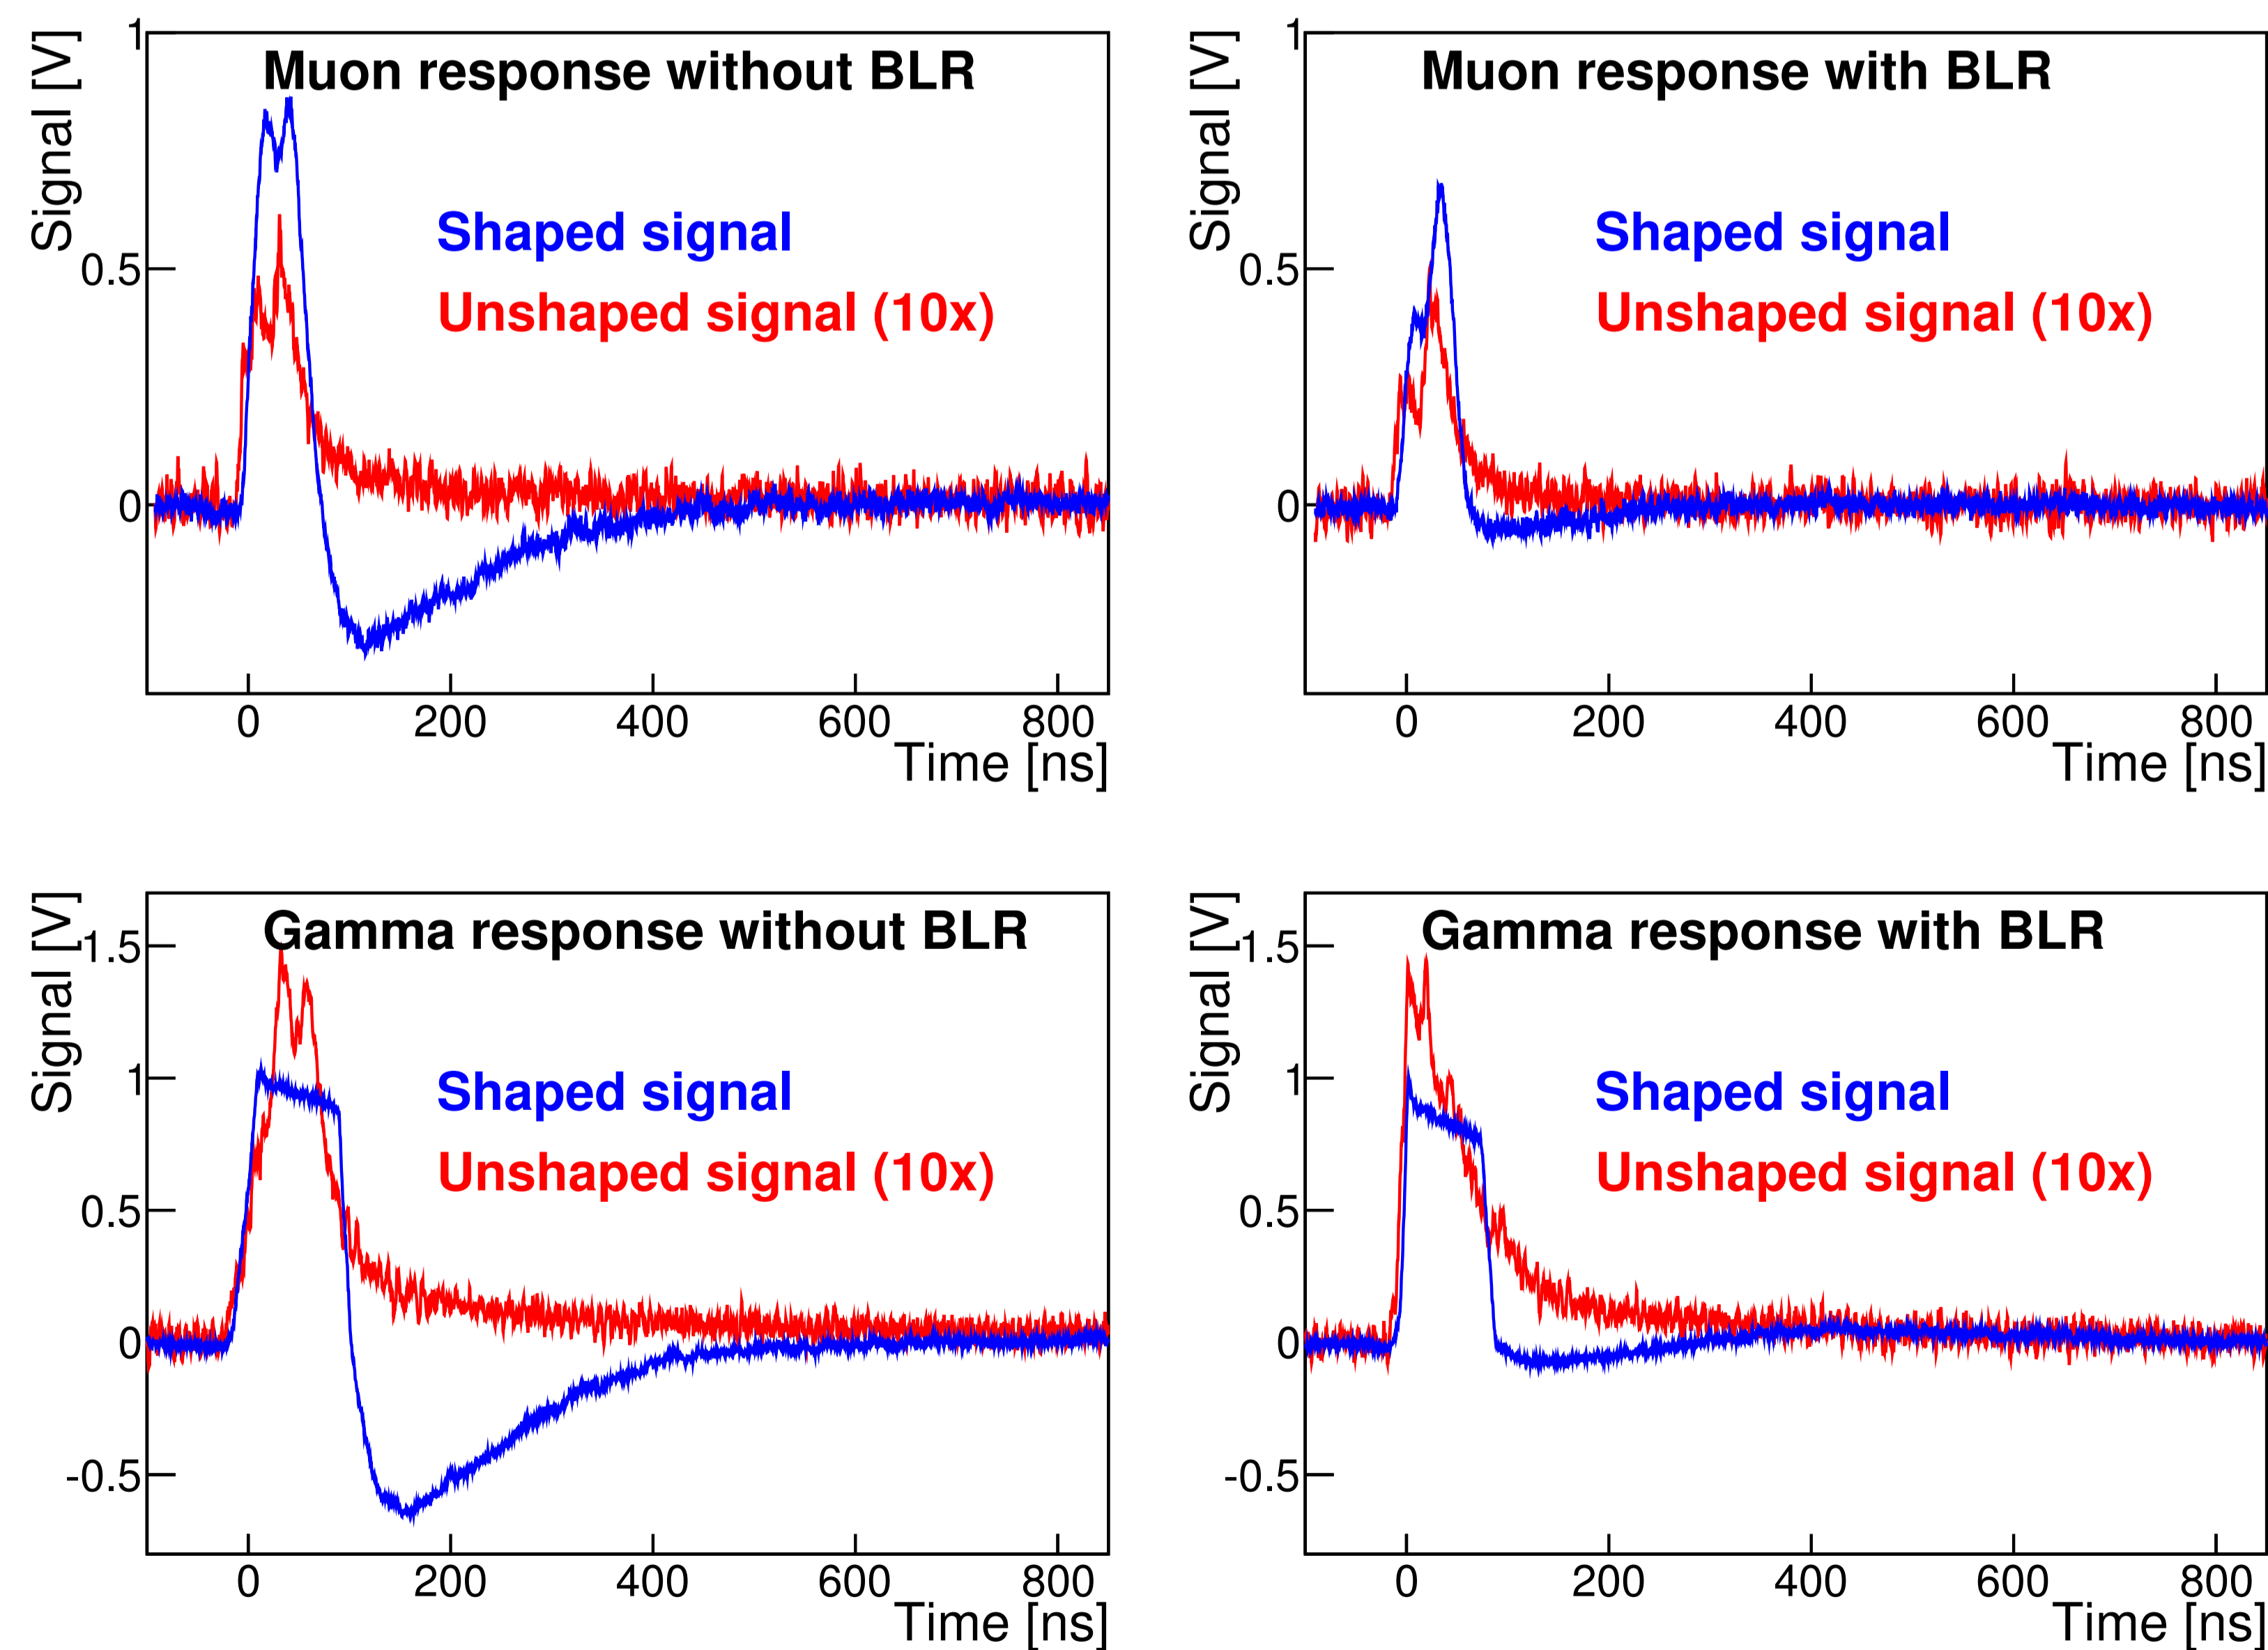 Muon response without BLR
Signal [V]
1
0.5
0
Shaped signal
Unshaped signal (10x)
0 200 400 600 800
Time [ns]
Muon response with BLR
Signal [V]
1
0.5
0
Shaped signal
Unshaped signal (10x)
0 200 400 600 800
Time [ns]
Gamma response without BLR
Signal [V]
1.5
1
0.5
0
-0.5
Shaped signal
Unshaped signal (10x)
0 200 400 600 800
Time [ns]
Gamma response with BLR
Signal [V]
1.5
1
0.5
0
-0.5
Shaped signal
Unshaped signal (10x)
0 200 400 600 800
Time [ns]